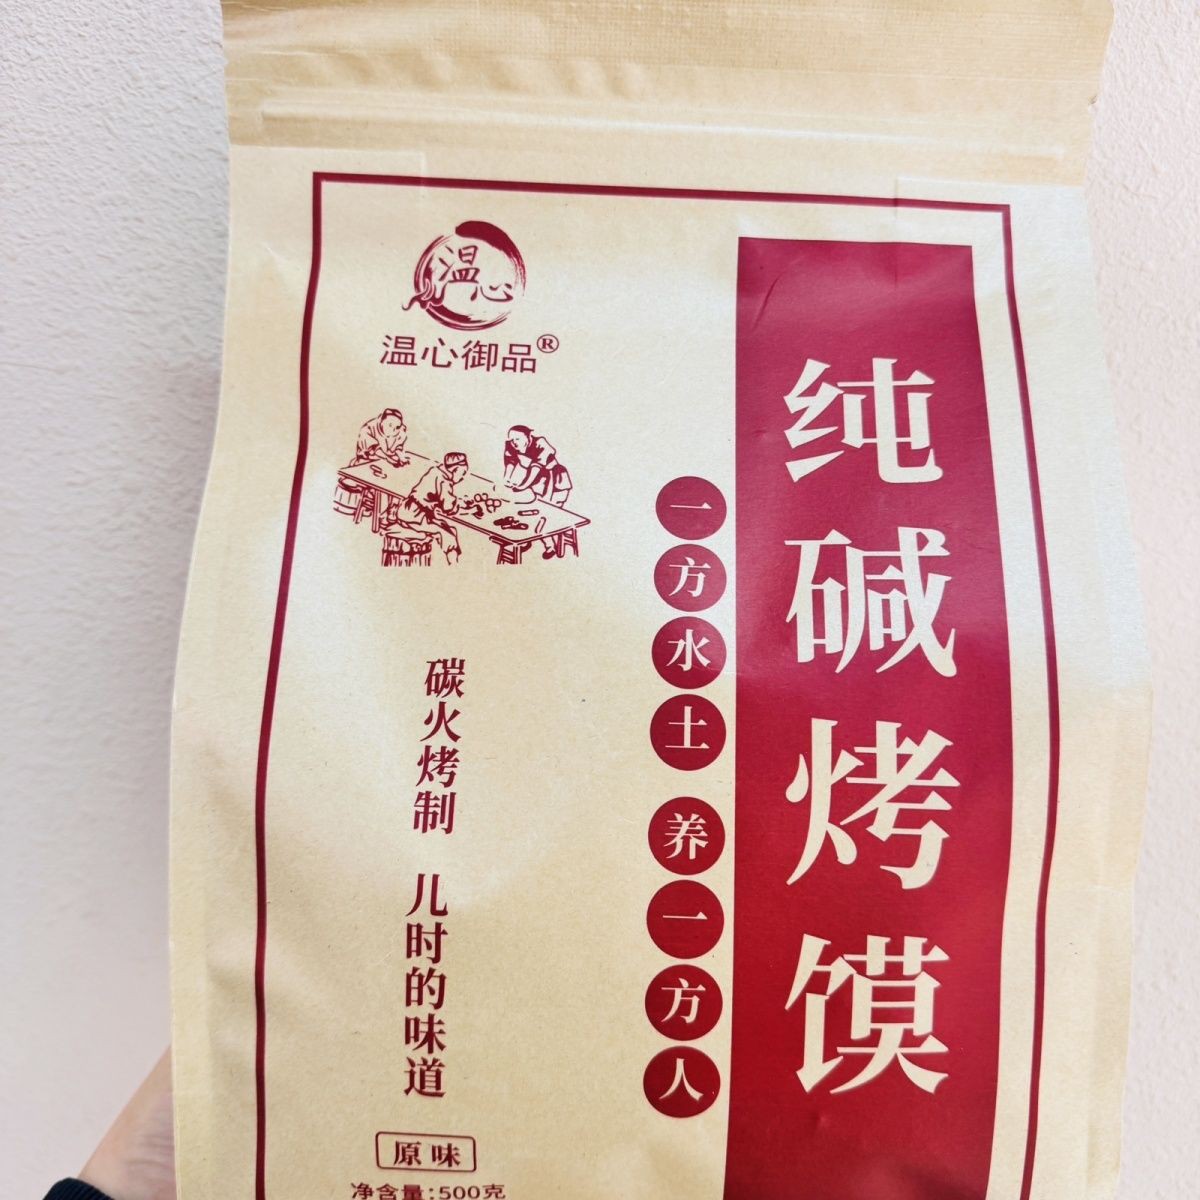 温心
温心御品®
纯碱烤馍
一方水土 养一方人
碳火烤制 儿时的味道
原味
净含量:500克